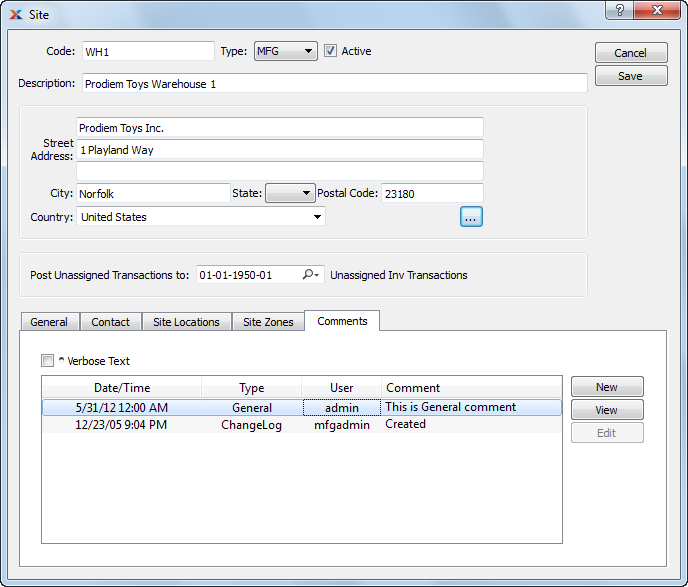 Site
?
Code: WH1 Type: MFG Active Cancel
Save
Description: Prodiem Toys Warehouse 1
Prodiem Toys Inc.
Street Address: 1 Playland Way
City: Norfolk State: Postal Code: 23180
Country: United States ...
Post Unassigned Transactions to: 01-01-1950-01 Unassigned Inv Transactions
General Contact Site Locations Site Zones Comments
^ Verbose Text
Date/Time Type User Comment New
5/31/12 12:00 AM General admin This is General comment View
12/23/05 9:04 PM ChangeLog mfgadmin Created Edit